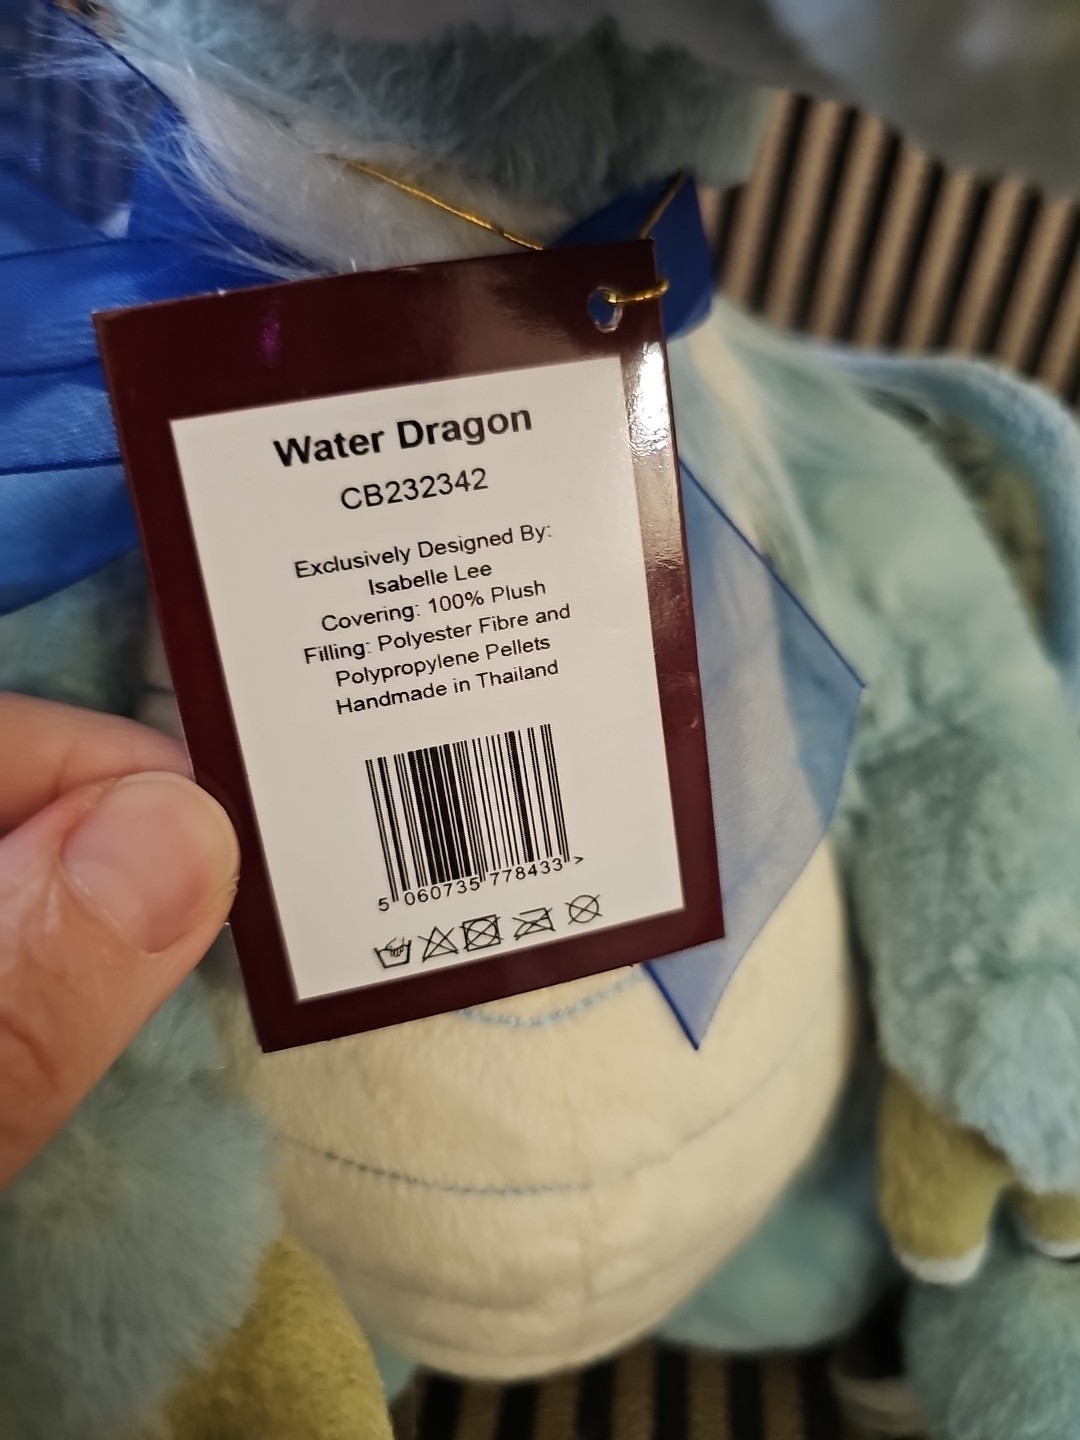 Water Dragon
CB232342
Exclusively Designed By:
Isabelle Lee
Covering: 100% Plush
Filling: Polyester Fibre and
Polypropylene Pellets
Handmade in Thailand
5 060735 778433 >